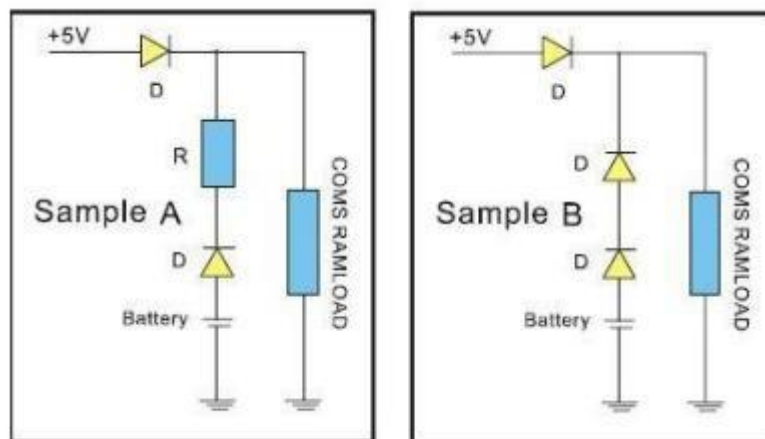 +5V
D
R
Sample A
D
Battery
COMS RAMLOAD
+5V
D
D
Sample B
D
Battery
COMS RAMLOAD